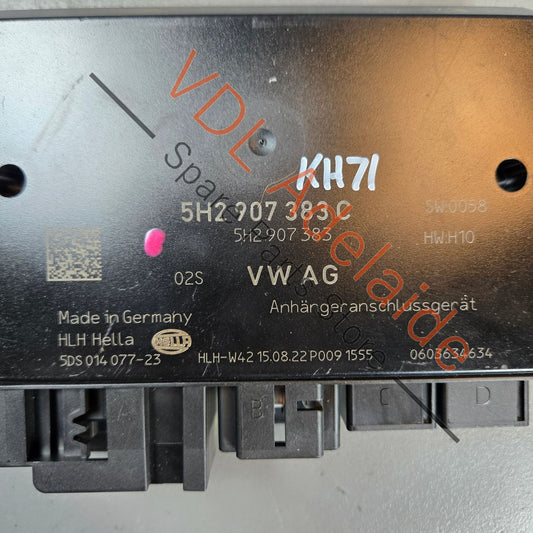 VDL Adelaide
Spare parts store
KH71
5H2 907 383 C
SW:0058
5H2 907 383
HW:H10
02S
VW AG
Made in Germany
Anhängeranschlussgerät
HLH Hella
HELLA
5DS 014 077-23
HLH-W42 15.08.22 P009 1555
0603634634
A
B
C
D